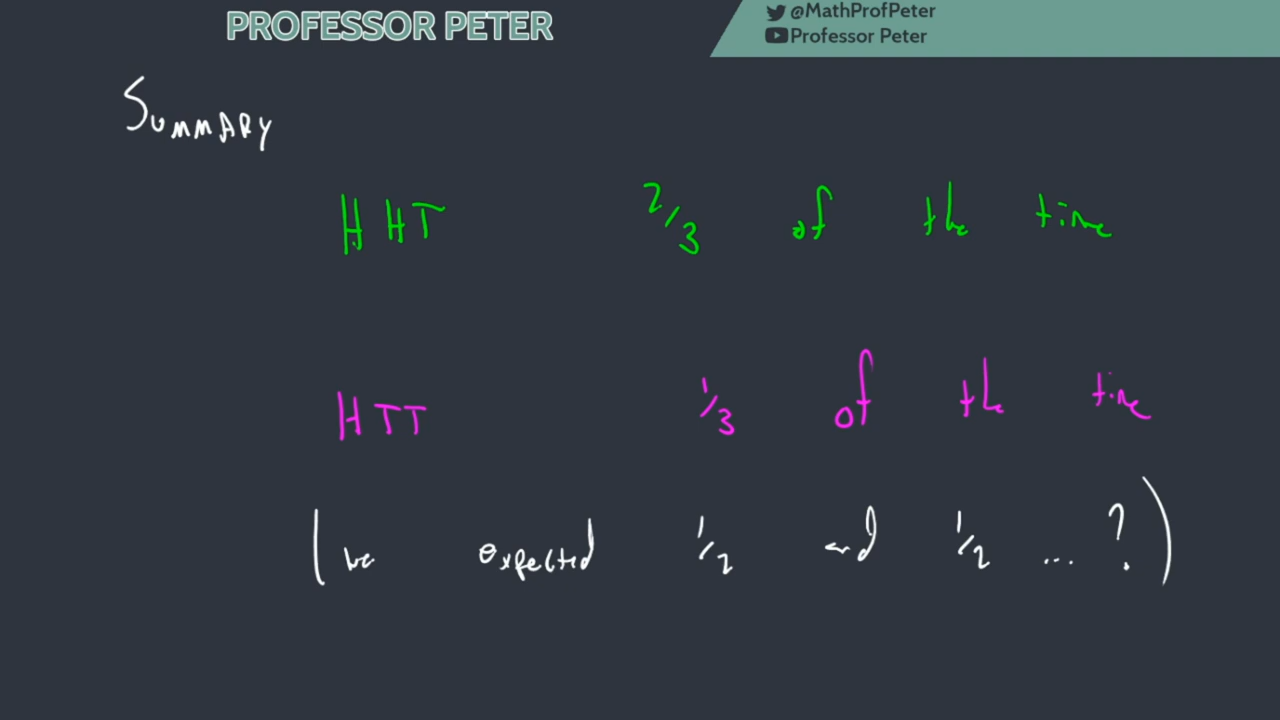 PROFESSOR PETER
@MathProfPeter
Professor Peter
SUMMARY
HHT 2/3 of the time
HTT 1/3 of the time
(we expected 1/2 and 1/2 ... ?)